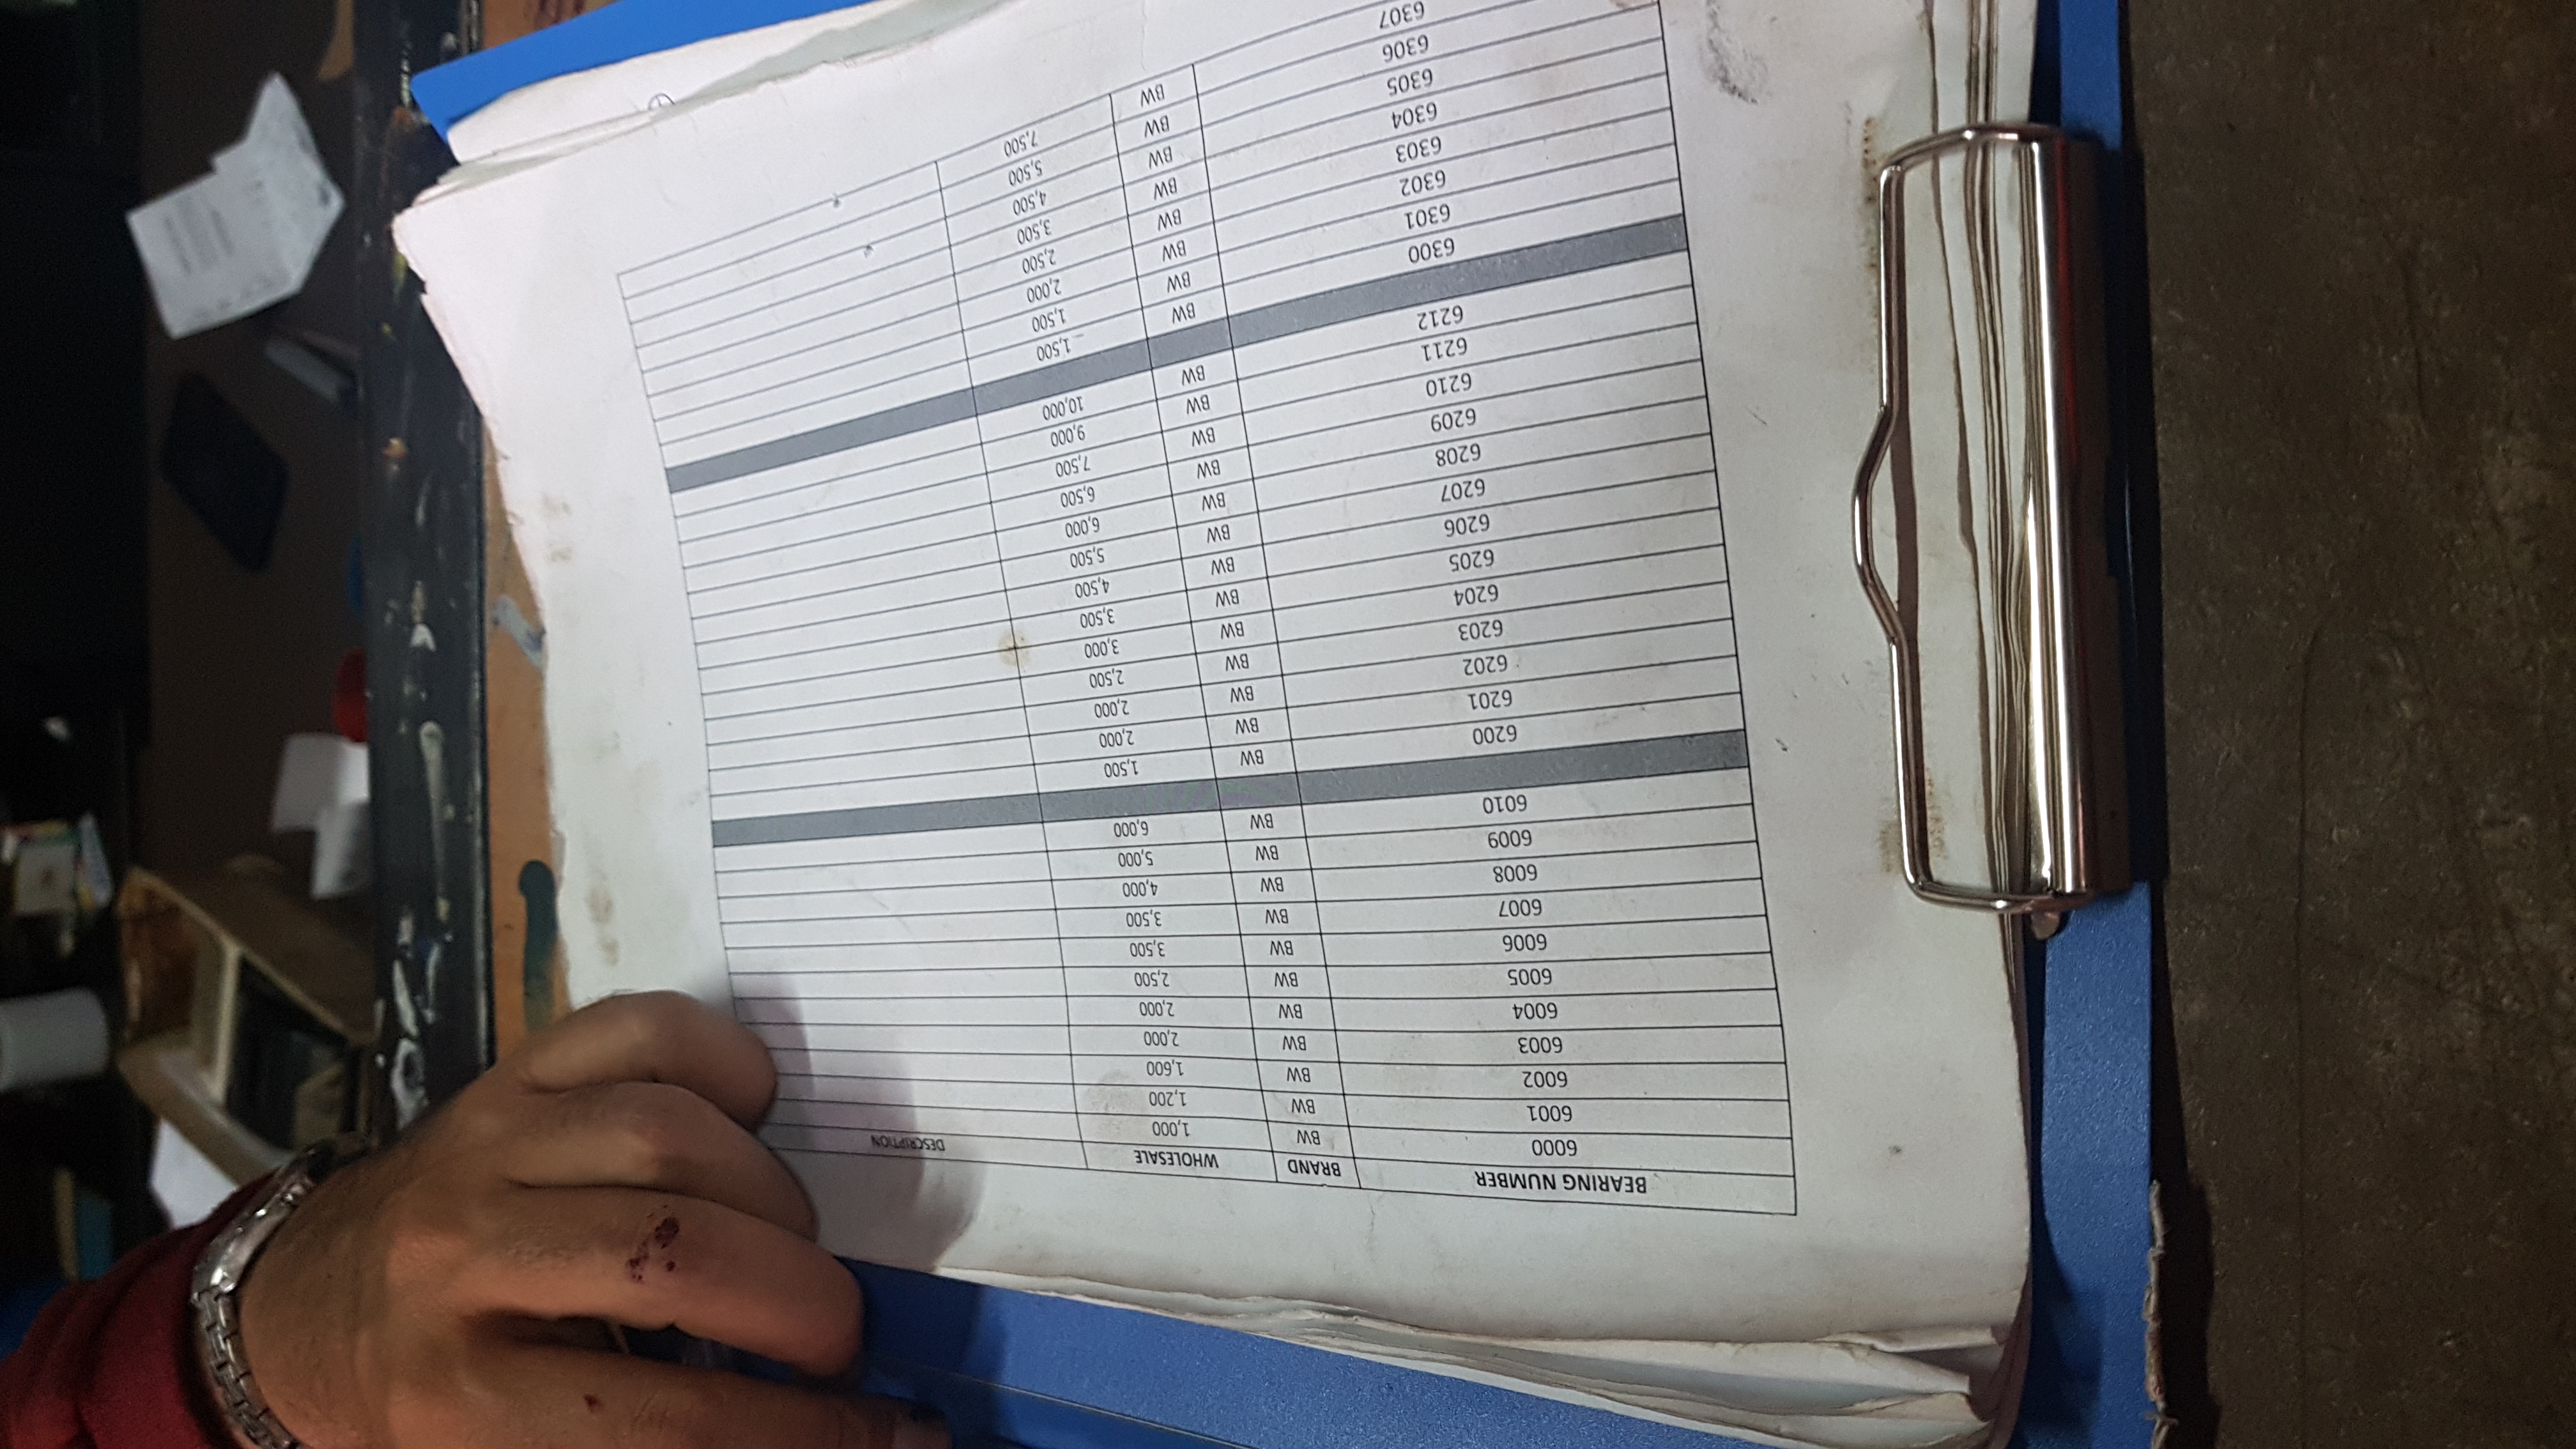 BEARING NUMBER BRAND WHOLESALE DESCRIPTION
6000 BW 1,000
6001 BW 1,200
6002 BW 1,600
6003 BW 2,000
6004 BW 2,000
6005 BW 2,500
6006 BW 3,500
6007 BW 3,500
6008 BW 4,000
6009 BW 5,000
6010 BW 6,000
6200 BW 1,500
6201 BW 2,000
6202 BW 2,000
6203 BW 2,500
6204 BW 3,000
6205 BW 3,500
6206 BW 4,500
6207 BW 5,500
6208 BW 6,000
6209 BW 6,500
6210 BW 7,500
6211 BW 9,000
6212 BW 10,000
6300 BW 1,500
6301 BW 1,500
6302 BW 2,000
6303 BW 2,500
6304 BW 3,500
6305 BW 4,500
6306 BW 5,500
6307 BW 7,500